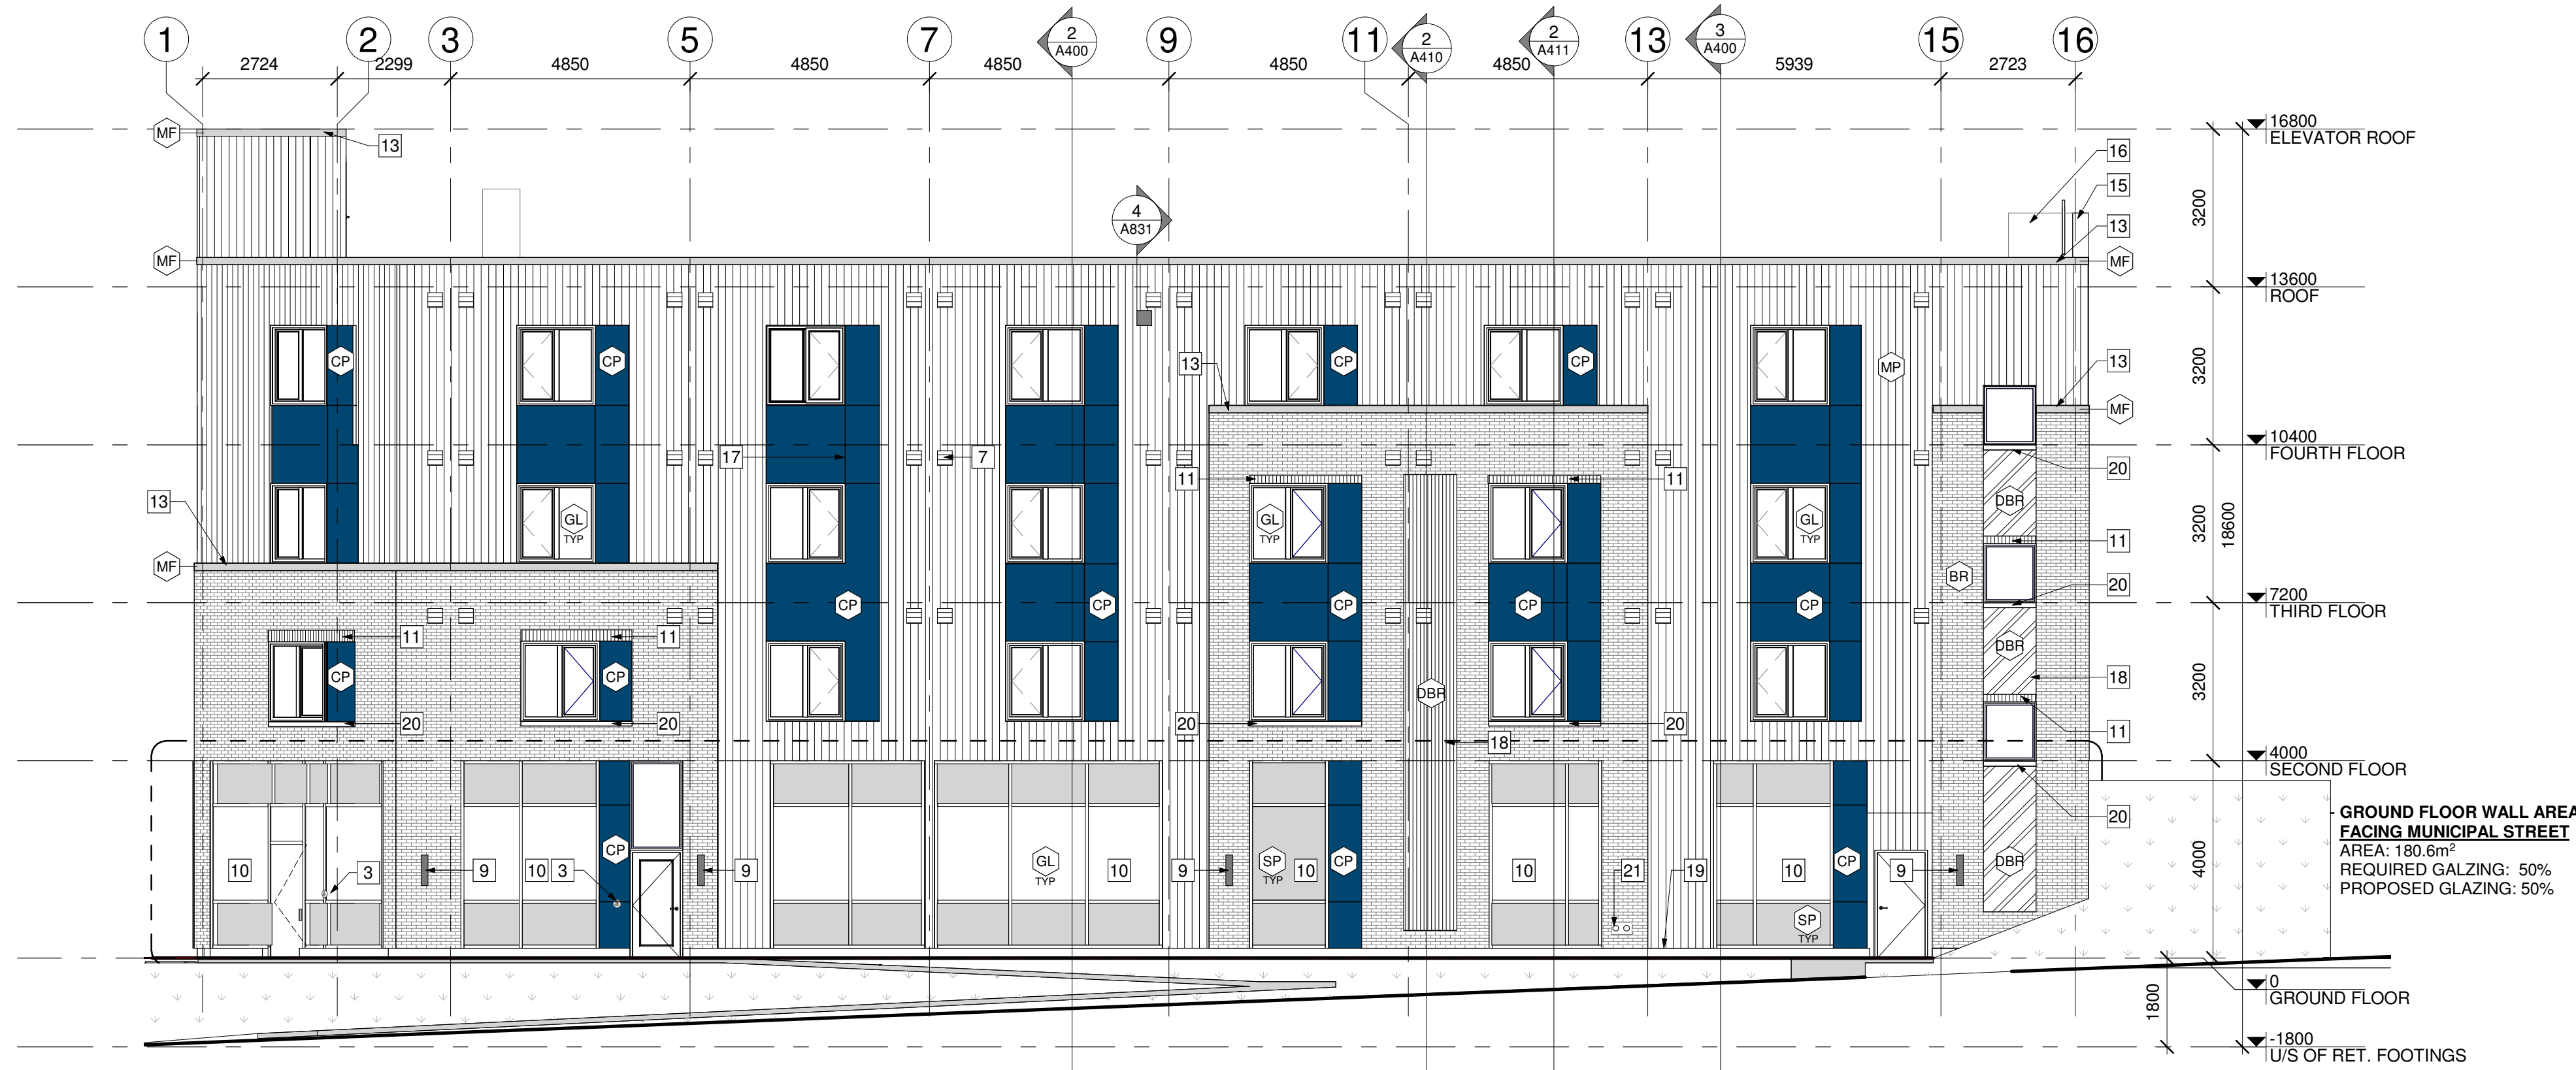 1 2 3 5 7 9 11 13 15 16
2 A400
2 A410
2 A411
3 A400
2724 2299 4850 4850 4850 4850 4850 5939 2723
MF 13
16800
ELEVATOR ROOF
16
15
4 A831
3200
13
MF MF
13600
ROOF
CP CP CP CP MP
13 13
3200
MF
10400
FOURTH FLOOR
17 7
20
11 11
13
GL TYP GL TYP GL TYP
DBR
3200
18600
11
MF
BR
20
CP CP CP CP CP
7200
THIRD FLOOR
11 11
DBR
CP CP
18
3200
DBR
20 20 20 20
11
18
4000
SECOND FLOOR
20
GROUND FLOOR WALL AREA
FACING MUNICIPAL STREET
AREA: 180.6m²
REQUIRED GALZING: 50%
PROPOSED GLAZING: 50%
4000
CP
GL TYP
SP TYP
CP CP
DBR
10 3 9 10 3 9 10 9 10 10 21 19 10 9
SP TYP
0
GROUND FLOOR
1800
-1800
U/S OF RET. FOOTINGS